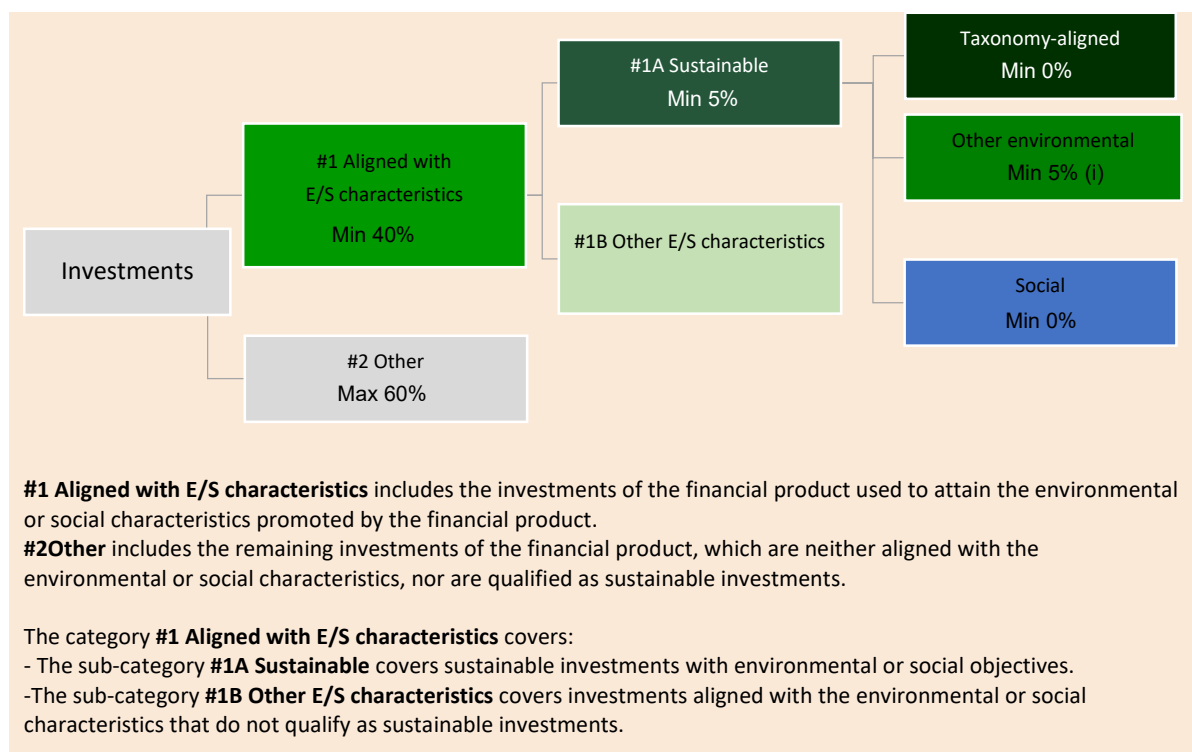 Taxonomy-aligned
Min 0%
#1A Sustainable
Min 5%
Other environmental
Min 5% (i)
#1 Aligned with
E/S characteristics
Min 40%
#1B Other E/S characteristics
Investments
Social
Min 0%
#2 Other
Max 60%
#1 Aligned with E/S characteristics includes the investments of the financial product used to attain the environmental
or social characteristics promoted by the financial product.
#2Other includes the remaining investments of the financial product, which are neither aligned with the
environmental or social characteristics, nor are qualified as sustainable investments.
The category #1 Aligned with E/S characteristics covers:
- The sub-category #1A Sustainable covers sustainable investments with environmental or social objectives.
-The sub-category #1B Other E/S characteristics covers investments aligned with the environmental or social
characteristics that do not qualify as sustainable investments.